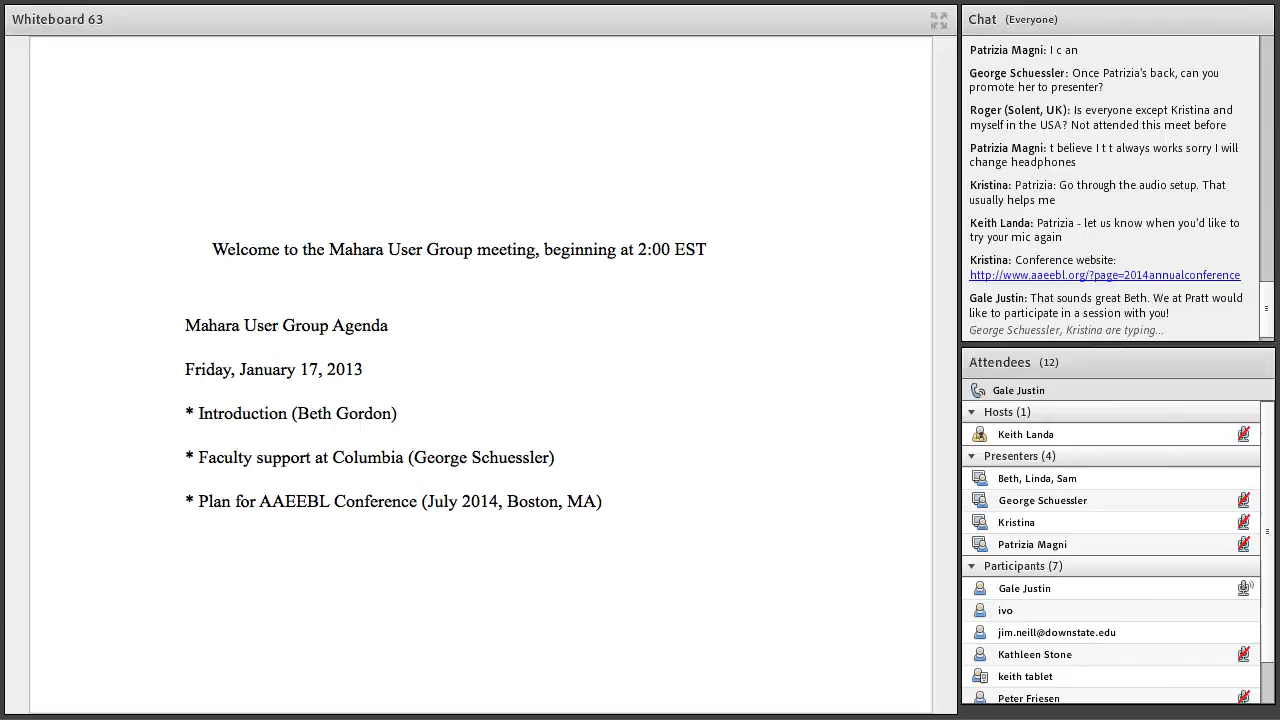 Whiteboard 63
Welcome to the Mahara User Group meeting, beginning at 2:00 EST
Mahara User Group Agenda
Friday, January 17, 2013
* Introduction (Beth Gordon)
* Faculty support at Columbia (George Schuessler)
* Plan for AAEEBL Conference (July 2014, Boston, MA)
Chat (Everyone)
Patrizia Magni: I c an
George Schuessler: Once Patrizia's back, can you
promote her to presenter?
Roger (Solent, UK): Is everyone except Kristina and
myself in the USA? Not attended this meet before
Patrizia Magni: t believe I t t always works sorry I will
change headphones
Kristina: Patrizia: Go through the audio setup. That
usually helps me
Keith Landa: Patrizia - let us know when you'd like to
try your mic again
Kristina: Conference website:
http://www.aaeebl.org/?page=2014annualconference
Gale Justin: That sounds great Beth. We at Pratt would
like to participate in a session with you!
George Schuessler, Kristina are typing...
Attendees (12)
Gale Justin
Hosts (1)
Keith Landa
Presenters (4)
Beth, Linda, Sam
George Schuessler
Kristina
Patrizia Magni
Participants (7)
Gale Justin
ivo
jim.neill@downstate.edu
Kathleen Stone
keith tablet
Peter Friesen